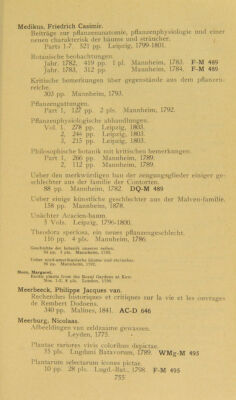 Medikus, Friedrich Casimir.
Beiträge zur pflanzenanatomie, pflanzenphysiologie und einer
neuen charakteristik der bäume und sträucher.
Parts 1-7. 521 pp. Leipzig, 1799-1801.
Botanische beobachtungen.
Jahr, 1782, 419 pp. 1 pl. Mannheim, 1783. F-M 489
Jahr, 1783, 312 pp. Mannheim, 1784. F-M 489
Kritische bemerkungen über gegenstände aus dem pflanzen-
reiche.
303 pp. Mannheim, 1793.
Pflanzengattungen.
Part 1, 127 pp. 2 pls. Mannheim, 1792.
Pflanzenphysiologische abhandlungen.
Vol. 1, 278 pp. Leipzig, 1803.
2, 244 pp. Leipzig, 1803.
3, 215 pp. Leipzig, 1803.
Philosophische botanik mit kritischen bemerkungen.
Part 1, 266 pp. Mannheim, 1789.
2, 112 pp. Mannheim, 1789.
Ueber den merkwürdigen bau der zeugungsglieder einiger ge-
schlechter aus der familie der Contorten.
88 pp. Mannheim, 1782. DQ-M 489
Ueber einige künstliche geschlechter aus der Malven-familie.
158 pp. Mannheim, 1878.
Unächter Acacien-baum.
5 Vols. Leipzig, 1796-1800.
Theodora speciosa, ein neues pflanzengeschlecht.
116 pp. 4 pls. Mannheim, 1786.
Geschichte der botanik unserer zeiten.
96 pp. 1 pls. Mannheim, 1793.
Ueber nord-amerikanische bäume und sträucher.
96 pp. Mannheim, 1792.
Meen, Margaret.
Exotic plants from the Royal Gardens at Kew.
Nos. 1-2, 8 pls. London, 1790.
Meerbeeck, Philippe Jacques van.
Recherches historiques et critiques sur la vie et les ouvrages
de Rembert Dodoens.
340 pp. Malines, 1841. AC-D 646
Meerburg, Nicolaas.
Afbeeldingen van zeldzaame gewassen.
Leyden, 1775.
Plantae rariores vivis coloribus depictae.
55 pls. Lugduni Batavorum, 1789. WMg-M 495
Plantarum selectarum icones pictae.
10 pp. 28 pls. Lugd.-Bat., 1798. F-M 495
755